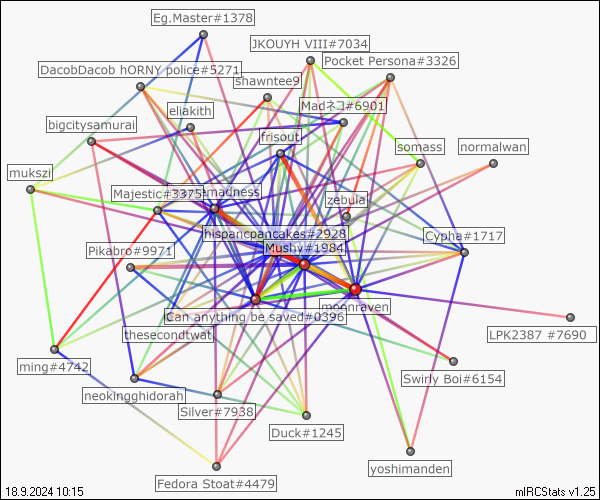 Eg.Master#1378
JKOUYH VIII#7034
Pocket Persona#3326
DacobDacob hORNY police#5271
shawntee9
Madネコ#6901
eliakith
bigcitysamurai
frisout
somass
normalwan
mukszi
Majestic#3375
madness
zebula
hispancpancakes#2928
Cypha#1717
Pikabro#9971
Mushy#1984
moonraven
Can anything be saved#0396
thesecondtwat
LPK2387 #7690
ming#4742
Swirly Boi#6154
neokingghidorah
Silver#7938
Duck#1245
yoshimanden
Fedora Stoat#4479
18.9.2024 10:15
mIRCStats v1.25